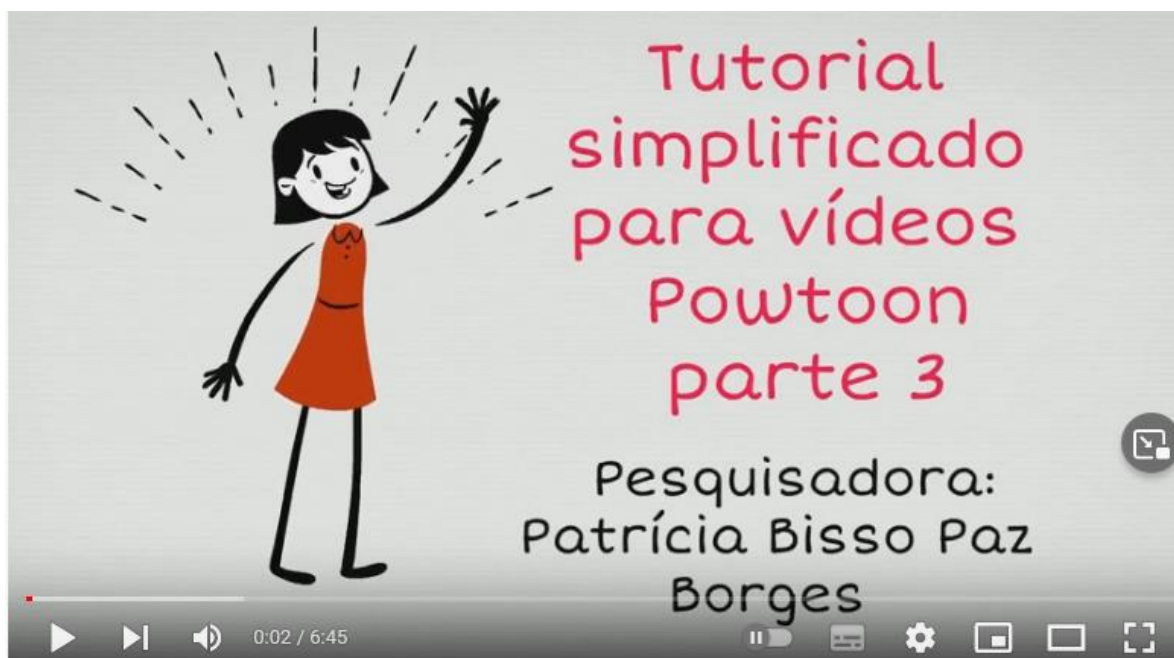 Tutorial
simplificado
para vídeos
Powtoon
parte 3
Pesquisadora:
Patrícia Bisso Paz
Borges
0:02 / 6:45